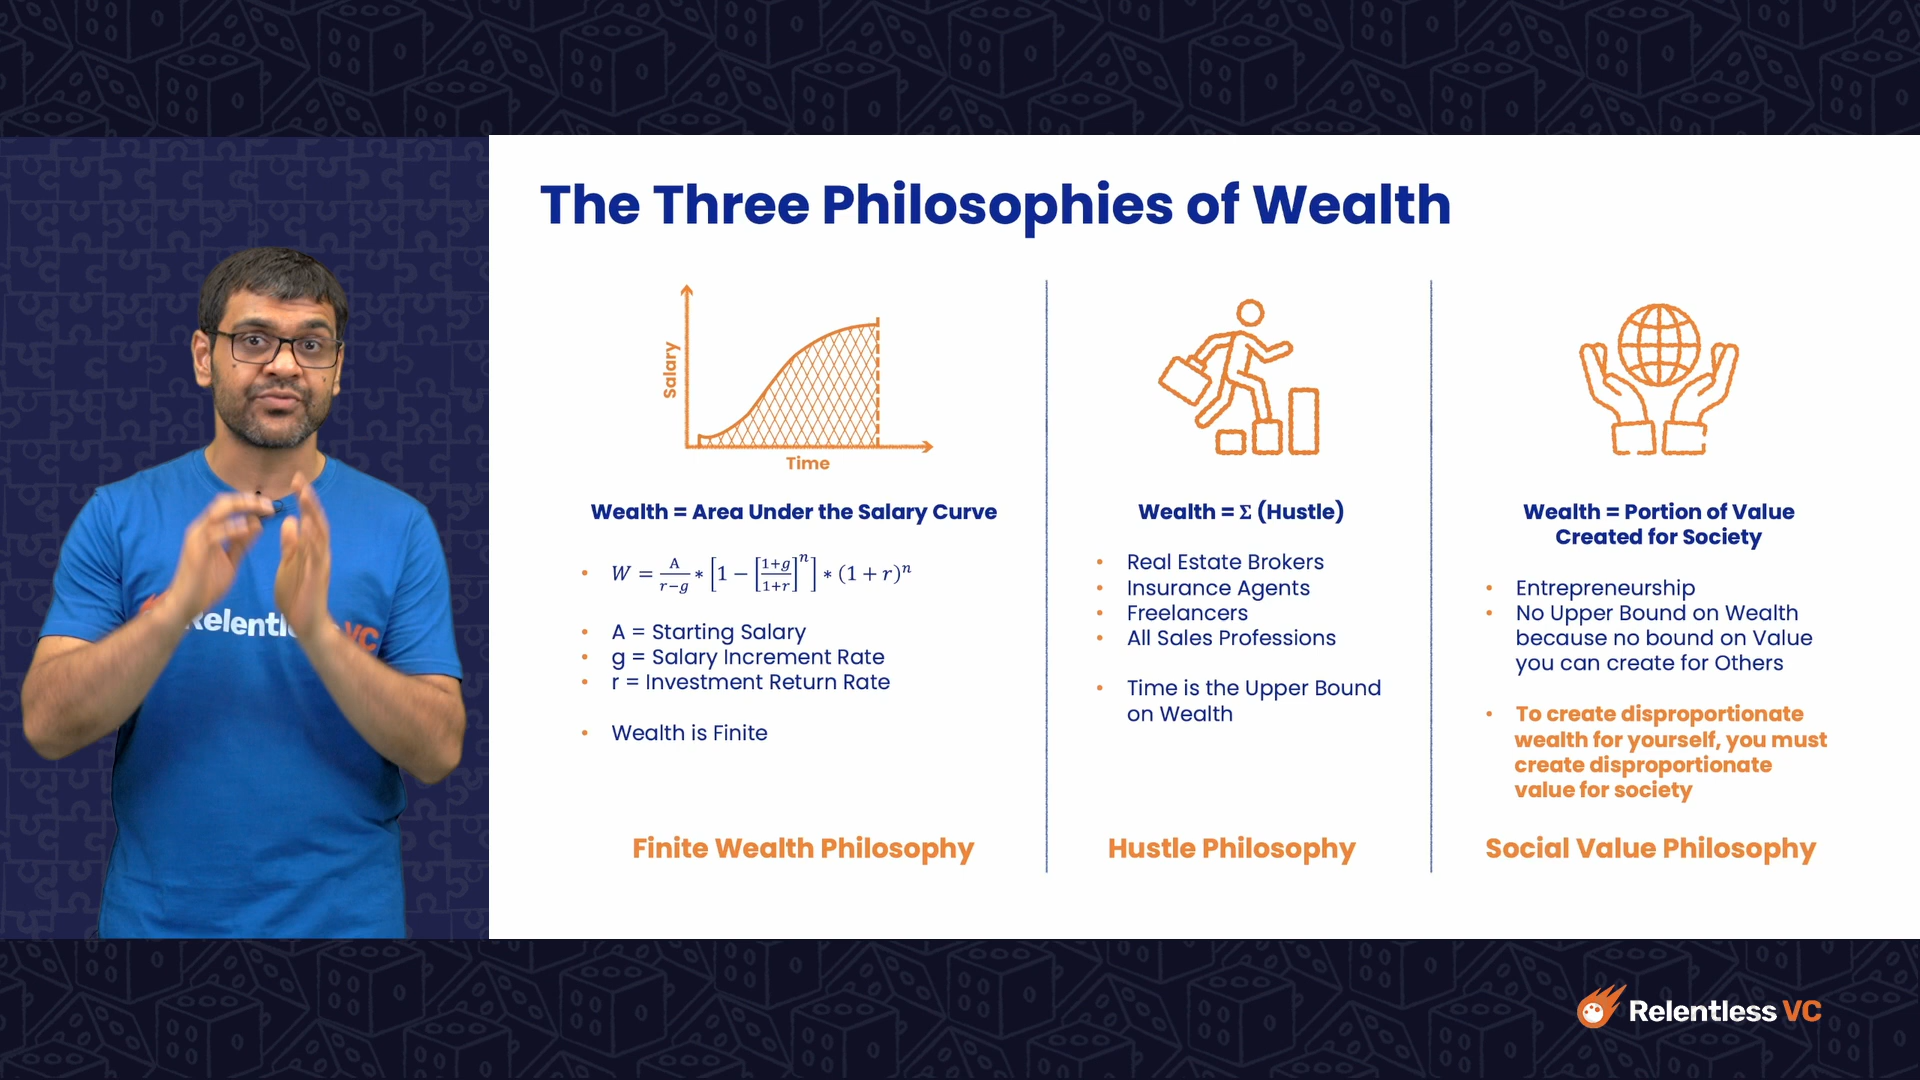 The Three Philosophies of Wealth
Salary
Time
Wealth = Area Under the Salary Curve
• W = A/(r−g) * [1 − [(1+g)/(1+r)]ⁿ] * (1 + r)ⁿ
• A = Starting Salary
• g = Salary Increment Rate
• r = Investment Return Rate
• Wealth is Finite
Finite Wealth Philosophy
Wealth = Σ (Hustle)
• Real Estate Brokers
• Insurance Agents
• Freelancers
• All Sales Professions
• Time is the Upper Bound
on Wealth
Hustle Philosophy
Wealth = Portion of Value
Created for Society
• Entrepreneurship
• No Upper Bound on Wealth
because no bound on Value
you can create for Others
• To create disproportionate
wealth for yourself, you must
create disproportionate
value for society
Social Value Philosophy
Relentless VC